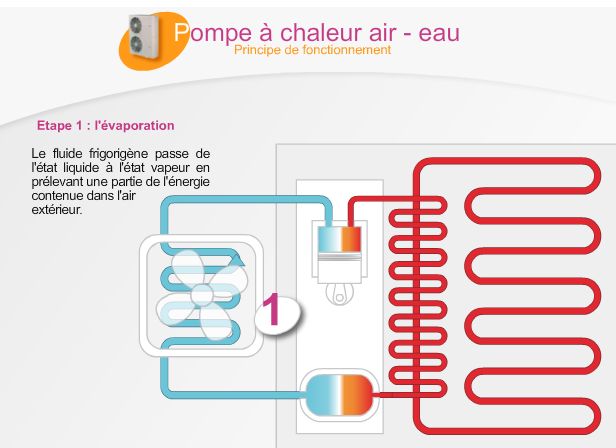 Pompe à chaleur air - eau
Principe de fonctionnement
Etape 1 : l'évaporation
Le fluide frigorigène passe de
l'état liquide à l'état vapeur en
prélevant une partie de l'énergie
contenue dans l'air
extérieur.
1